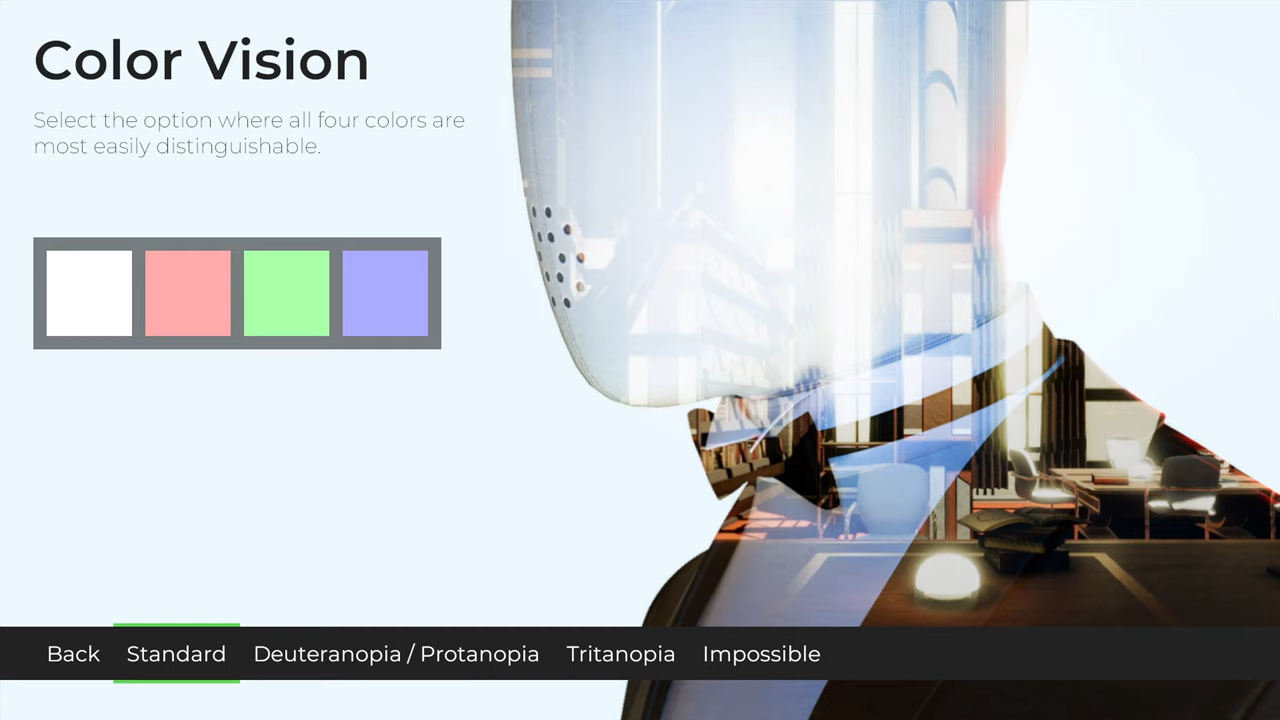 Color Vision
Select the option where all four colors are
most easily distinguishable.
Back Standard Deuteranopia / Protanopia Tritanopia Impossible